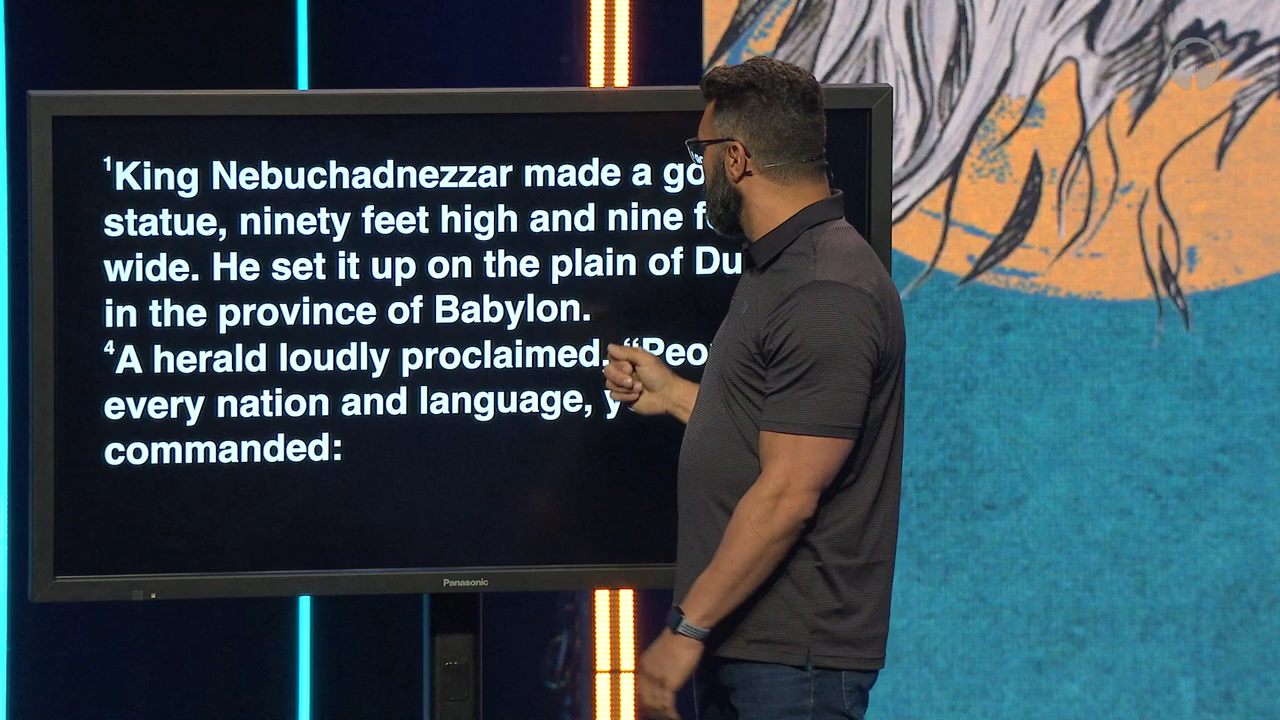 ¹King Nebuchadnezzar made a go
statue, ninety feet high and nine f
wide. He set it up on the plain of Du
in the province of Babylon.
⁴A herald loudly proclaimed, “Peo
every nation and language, y
commanded:
Panasonic